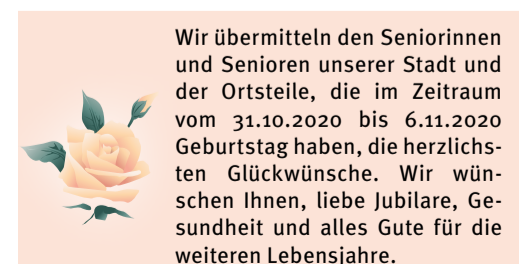 Wir übermitteln den Seniorinnen
und Senioren unserer Stadt und
der Ortsteile, die im Zeitraum
vom 31.10.2020 bis 6.11.2020
Geburtstag haben, die herzlichs-
ten Glückwünsche. Wir wün-
schen Ihnen, liebe Jubilare, Ge-
sundheit und alles Gute für die
weiteren Lebensjahre.